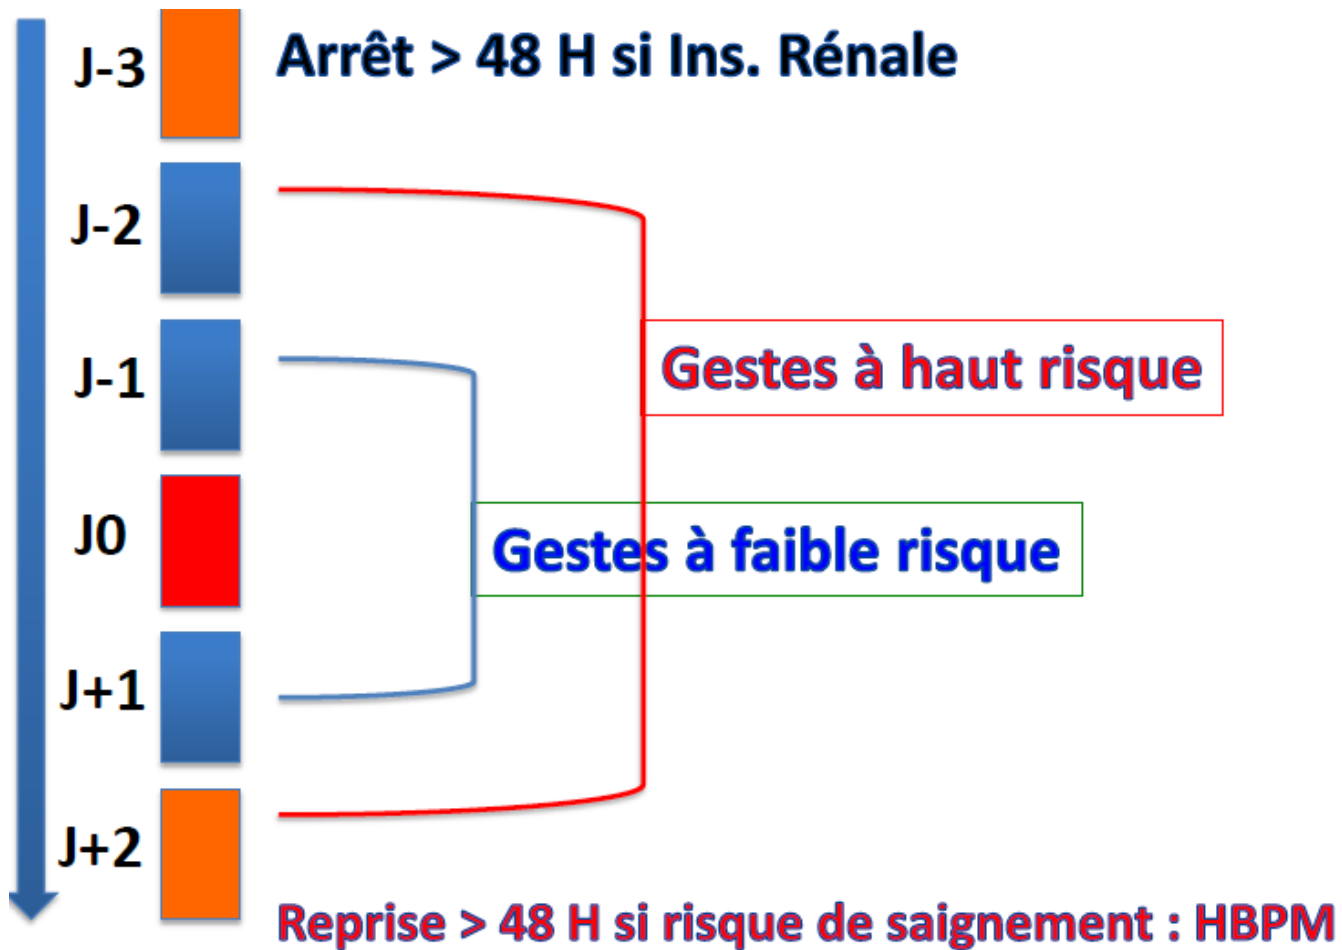 J-3
Arrêt > 48 H si Ins. Rénale
J-2
J-1
Gestes à haut risque
J0
Gestes à faible risque
J+1
J+2
Reprise > 48 H si risque de saignement : HBPM